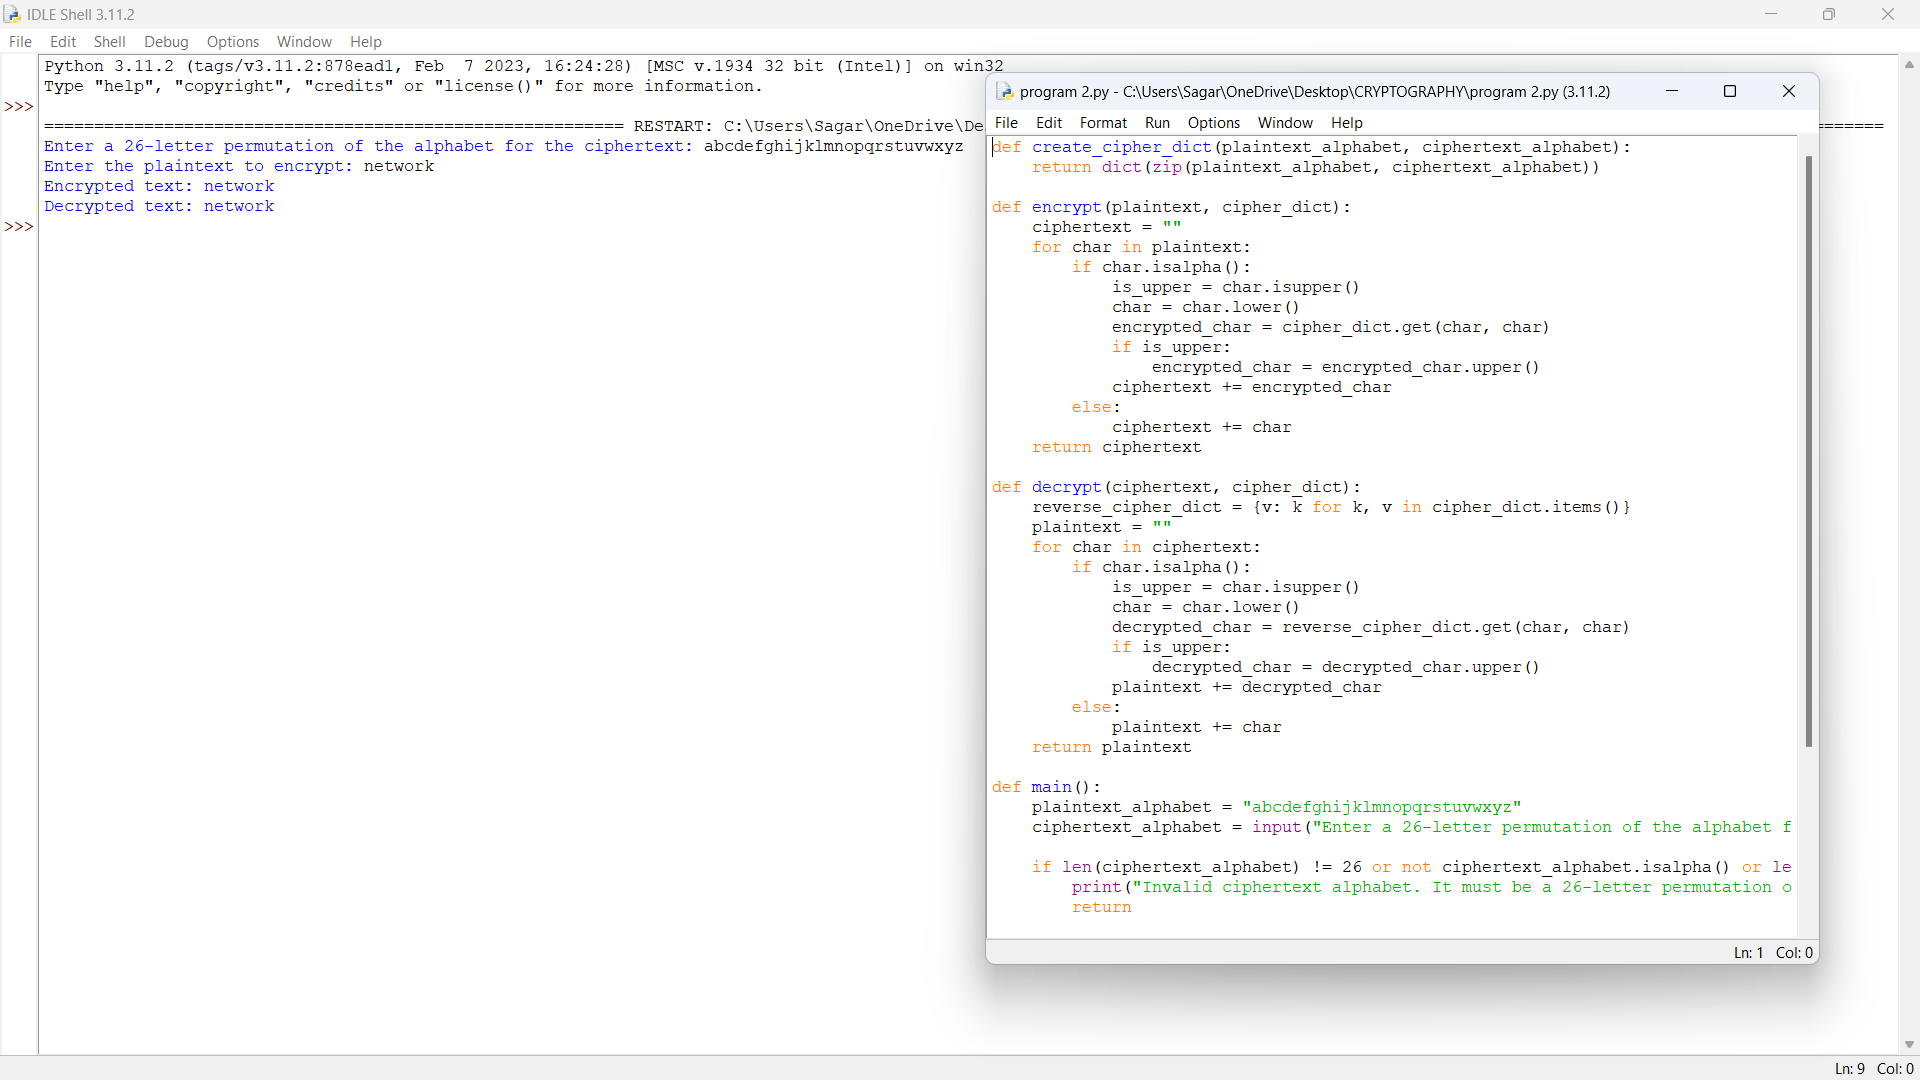 IDLE Shell 3.11.2
File Edit Shell Debug Options Window Help
Python 3.11.2 (tags/v3.11.2:878ead1, Feb  7 2023, 16:24:28) [MSC v.1934 32 bit (Intel)] on win32
Type "help", "copyright", "credits" or "license()" for more information.
>>>
========================================================== RESTART: C:\Users\Sagar\OneDrive\De
Enter a 26-letter permutation of the alphabet for the ciphertext: abcdefghijklmnopqrstuvwxyz
Enter the plaintext to encrypt: network
Encrypted text: network
Decrypted text: network
>>>
Ln: 9 Col: 0
program 2.py - C:\Users\Sagar\OneDrive\Desktop\CRYPTOGRAPHY\program 2.py (3.11.2)
File Edit Format Run Options Window Help
def create_cipher_dict(plaintext_alphabet, ciphertext_alphabet):
    return dict(zip(plaintext_alphabet, ciphertext_alphabet))

def encrypt(plaintext, cipher_dict):
    ciphertext = ""
    for char in plaintext:
        if char.isalpha():
            is_upper = char.isupper()
            char = char.lower()
            encrypted_char = cipher_dict.get(char, char)
            if is_upper:
                encrypted_char = encrypted_char.upper()
            ciphertext += encrypted_char
        else:
            ciphertext += char
    return ciphertext

def decrypt(ciphertext, cipher_dict):
    reverse_cipher_dict = {v: k for k, v in cipher_dict.items()}
    plaintext = ""
    for char in ciphertext:
        if char.isalpha():
            is_upper = char.isupper()
            char = char.lower()
            decrypted_char = reverse_cipher_dict.get(char, char)
            if is_upper:
                decrypted_char = decrypted_char.upper()
            plaintext += decrypted_char
        else:
            plaintext += char
    return plaintext

def main():
    plaintext_alphabet = "abcdefghijklmnopqrstuvwxyz"
    ciphertext_alphabet = input("Enter a 26-letter permutation of the alphabet f

    if len(ciphertext_alphabet) != 26 or not ciphertext_alphabet.isalpha() or le
        print("Invalid ciphertext alphabet. It must be a 26-letter permutation o
        return
Ln: 1 Col: 0